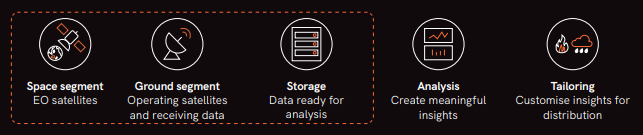 Space segment
EO satellites
Ground segment
Operating satellites
and receiving data
Storage
Data ready for
analysis
Analysis
Create meaningful
insights
Tailoring
Customise insights for
distribution